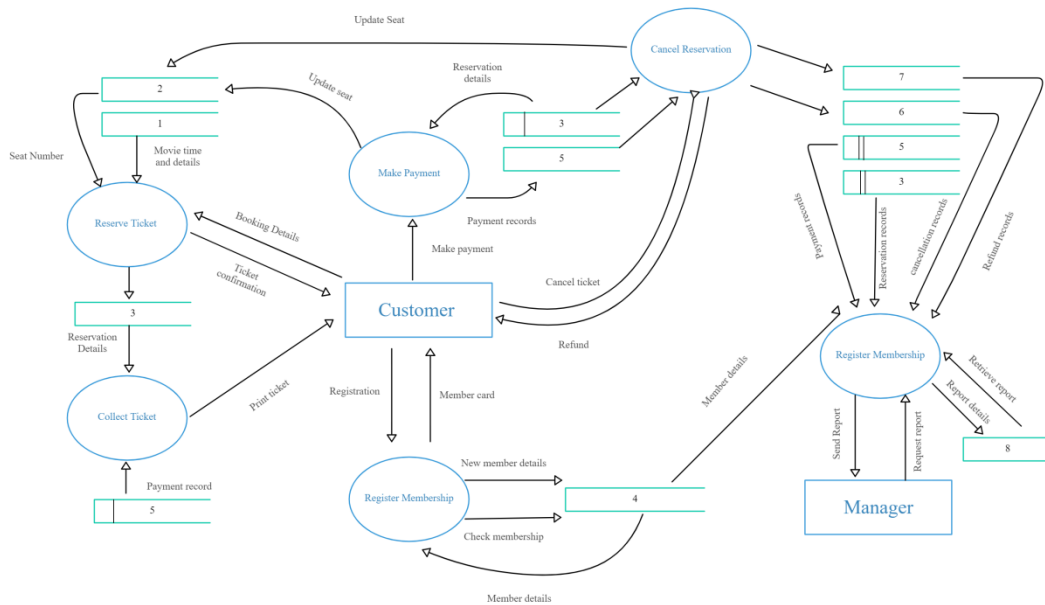 Update Seat
Cancel Reservation
Reservation
details
7
2
Update seat
6
1
3
Seat Number
Movie time
and details
5
5
Make Payment
3
Reserve Ticket
Booking Details
Payment records
Payment records
Reservation records
cancellation records
Refund records
Make payment
Ticket
confirmation
Cancel ticket
3
Customer
Reservation
Details
Refund
Register Membership
Member details
Retrieve report
Print ticket
Registration
Member card
Report details
Collect Ticket
Send Report
Request report
8
New member details
Payment record
Register Membership
4
5
Manager
Check membership
Member details